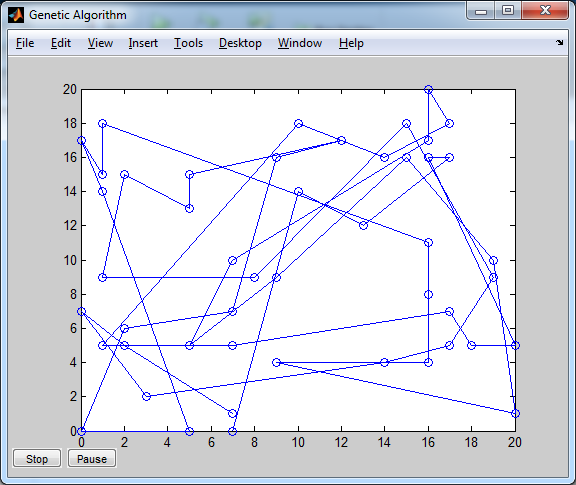 Genetic Algorithm
File Edit View Insert Tools Desktop Window Help
20
18
16
14
12
10
8
6
4
2
0
0 2 4 6 8 10 12 14 16 18 20
Stop Pause